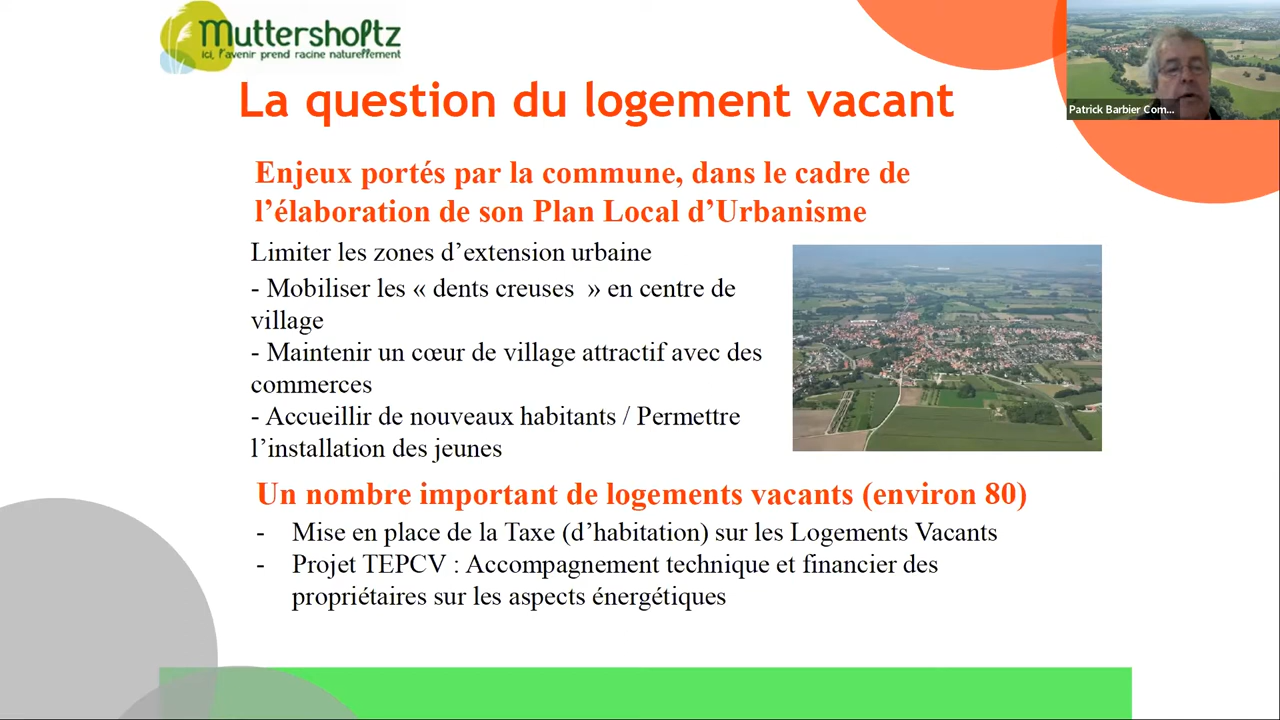 Muttersholtz
ici, l'avenir prend racine naturellement
La question du logement vacant
Patrick Barbier Com...
Enjeux portés par la commune, dans le cadre de
l’élaboration de son Plan Local d’Urbanisme
Limiter les zones d’extension urbaine
- Mobiliser les « dents creuses  » en centre de
village
- Maintenir un cœur de village attractif avec des
commerces
- Accueillir de nouveaux habitants / Permettre
l’installation des jeunes
Un nombre important de logements vacants (environ 80)
- Mise en place de la Taxe (d’habitation) sur les Logements Vacants
- Projet TEPCV : Accompagnement technique et financier des
propriétaires sur les aspects énergétiques